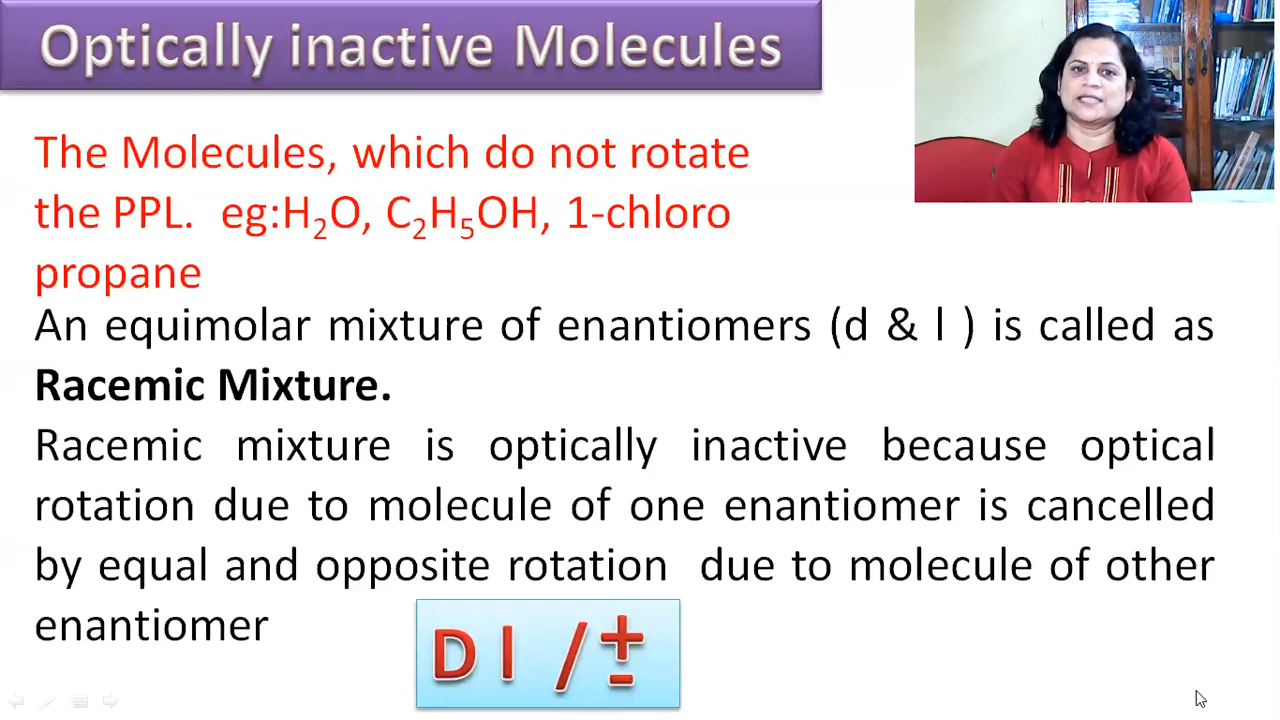 Optically inactive Molecules
The Molecules, which do not rotate
the PPL. eg:H₂O, C₂H₅OH, 1-chloro
propane
An equimolar mixture of enantiomers (d & l ) is called as
Racemic Mixture.
Racemic mixture is optically inactive because optical
rotation due to molecule of one enantiomer is cancelled
by equal and opposite rotation due to molecule of other
enantiomer
D l /±